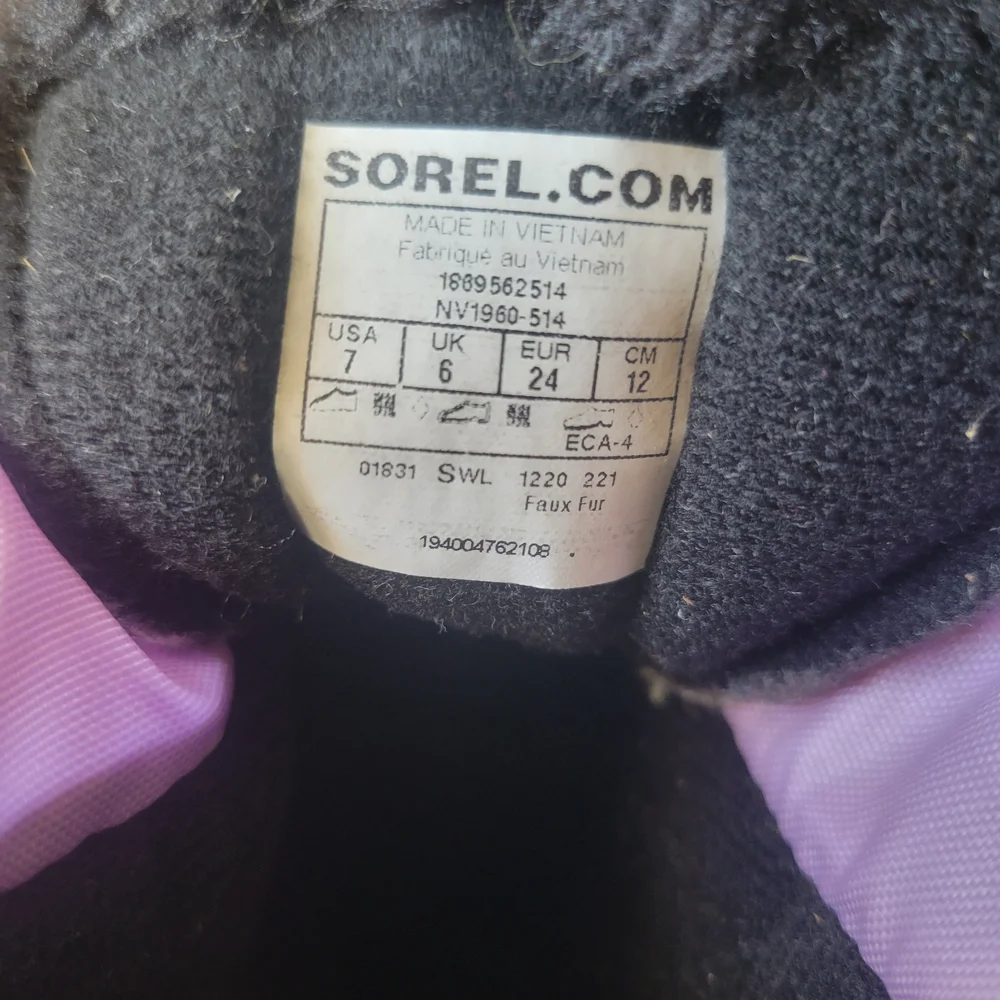 SOREL.COM
MADE IN VIETNAM
Fabriqué au Vietnam
1869562514
NV1960-514
USA UK EUR CM
7 6 24 12
ECA-4
01831 SWL 1220 221
Faux Fur
194004762108